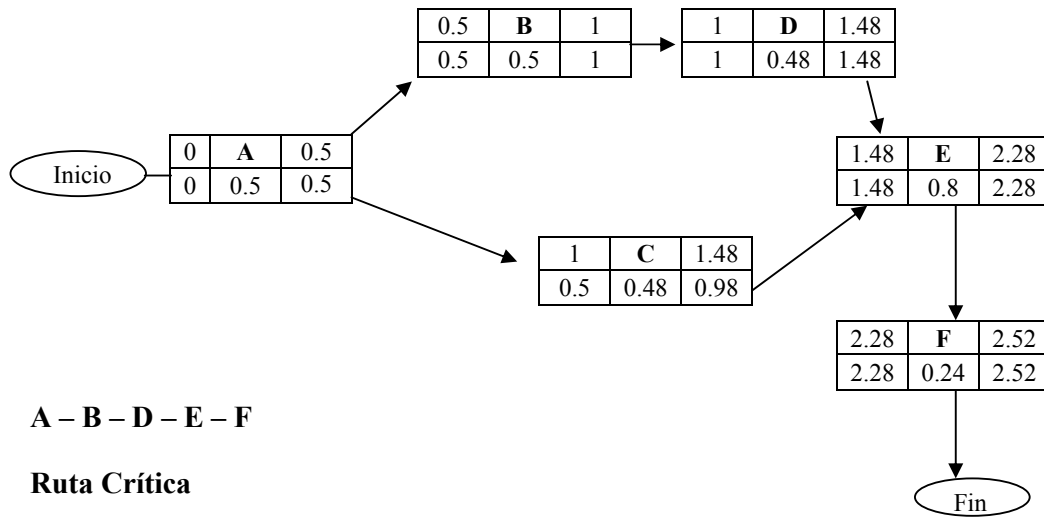 0.5 B 1
0.5 0.5 1
1 D 1.48
1 0.48 1.48
Inicio
0 A 0.5
0 0.5 0.5
1.48 E 2.28
1.48 0.8 2.28
1 C 1.48
0.5 0.48 0.98
2.28 F 2.52
2.28 0.24 2.52
A – B – D – E – F
Ruta Crítica
Fin